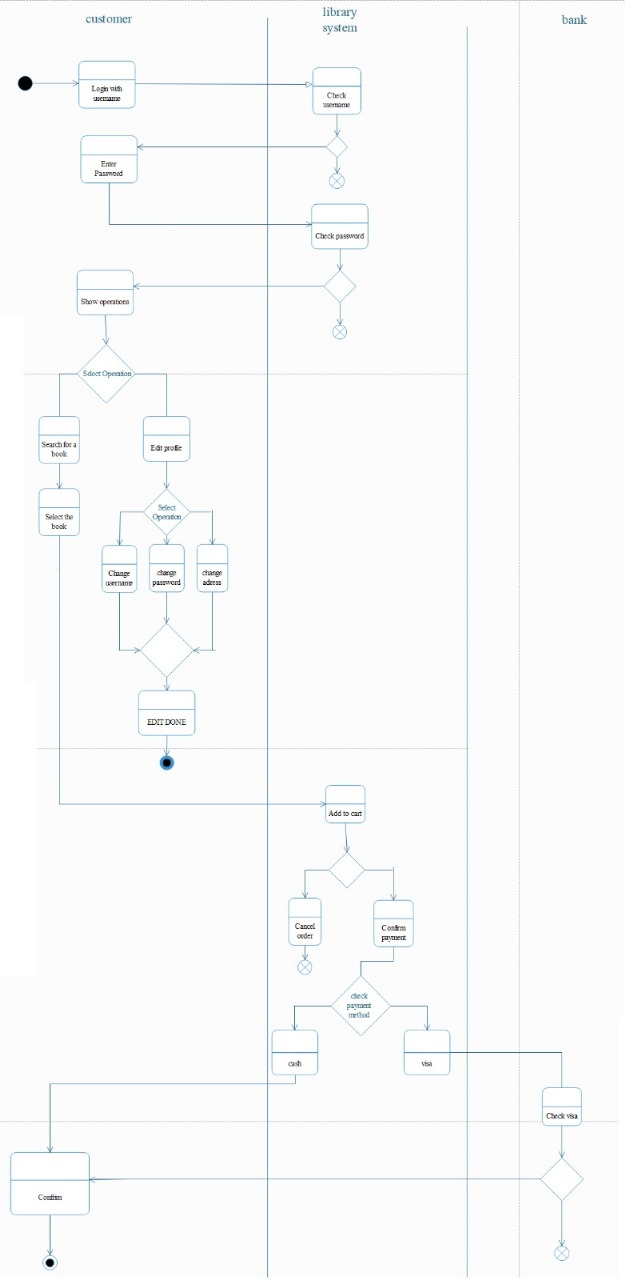 customer
library
system
bank
Login with
username
Check
username
Enter
Password
Check password
Show operations
Select Operation
Search for a
book
Edit profile
Select the
book
Select
Operation
Change
username
change
password
change
adress
EDIT DONE
Add to cart
Cancel
order
Confirm
payment
check
payment
method
cash
visa
Check visa
Confirm